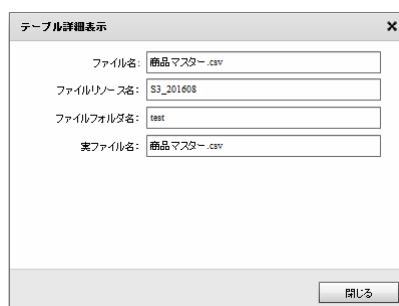 テーブル詳細表示
ファイル名: 商品マスター.csv
ファイルリソース名: S3_201608
ファイルフォルダ名: test
実ファイル名: 商品マスター.csv
閉じる